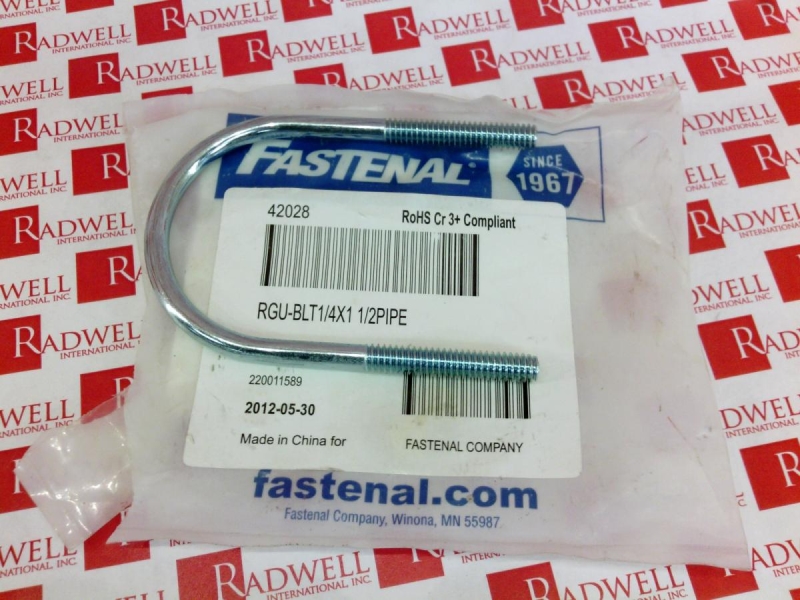 FASTENAL
SINCE
1967
42028
RoHS Cr 3+ Compliant
RGU-BLT1/4X1 1/2PIPE
220011589
2012-05-30
Made in China for
FASTENAL COMPANY
fastenal.com
Fastenal Company, Winona, MN 55987
RADWELL
INTERNATIONAL, INC.